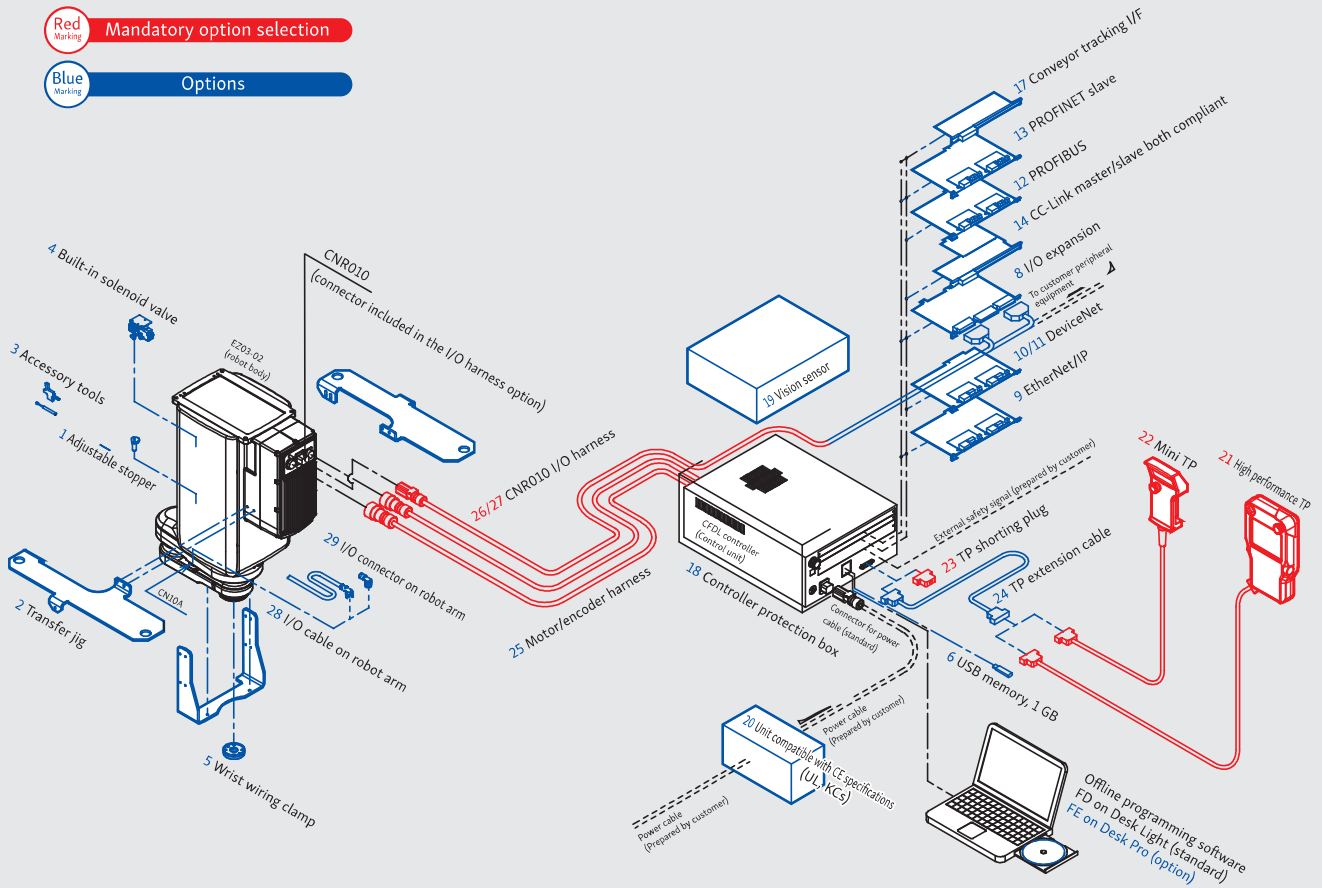 Red
Marking
Mandatory option selection
Blue
Marking
Options
17 Conveyor tracking I/F
13 PROFINET slave
12 PROFIBUS
14 CC-Link master/slave both compliant
8 I/O expansion
To customer peripheral
equipment
10/11 DeviceNet
9 EtherNet/IP
4 Built-in solenoid valve
CNR010
(connector included in the I/O harness option)
EZ03-02
(robot body)
3 Accessory tools
1 Adjustable stopper
2 Transfer jig
CN10A
29 I/O connector on robot arm
28 I/O cable on robot arm
5 Wrist wiring clamp
26/27 CNR010 I/O harness
25 Motor/encoder harness
19 Vision sensor
CFDL controller
(Control unit)
18 Controller protection box
External safety signal (prepared by customer)
23 TP shorting plug
24 TP extension cable
22 Mini TP
21 High performance TP
Connector for power
cable (standard)
6 USB memory, 1 GB
Power cable
(Prepared by customer)
20 Unit compatible with CE specifications
(UL, KCs)
Power cable
(Prepared by customer)
Offline programming software
FD on Desk Light (standard)
FE on Desk Pro (option)